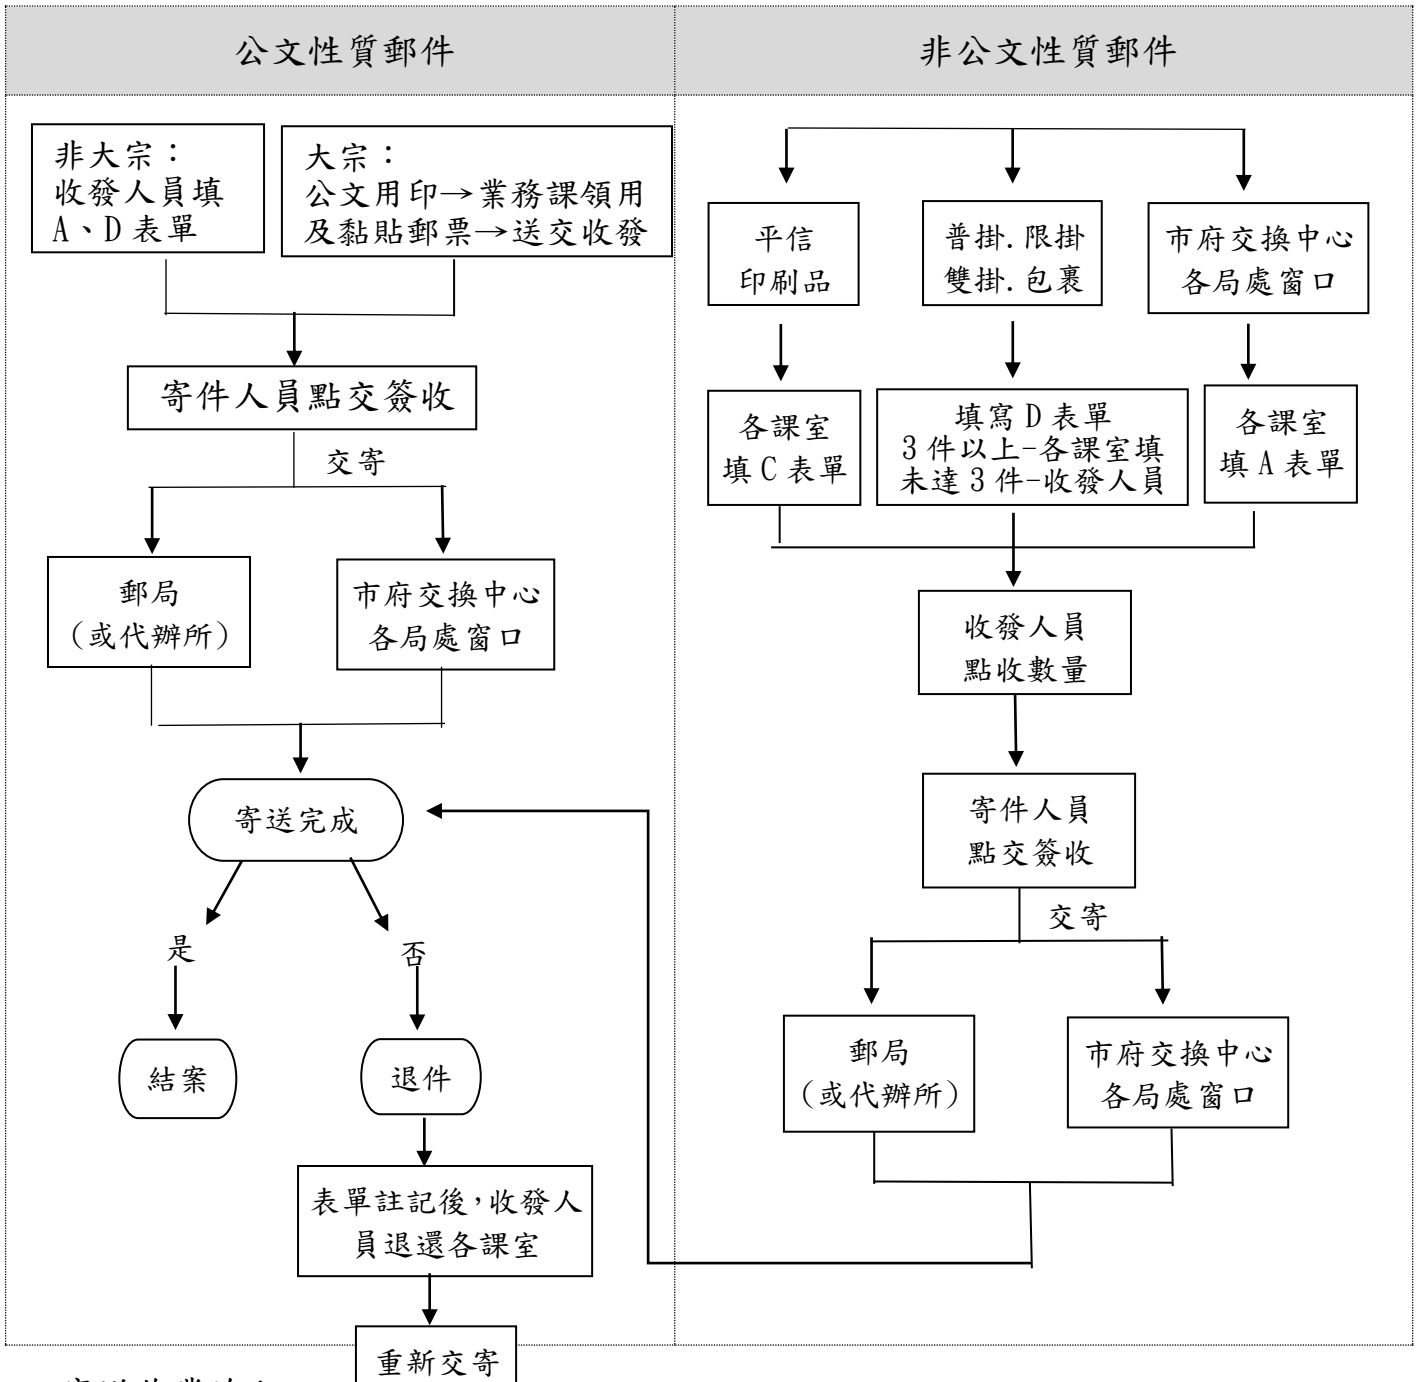 公文性質郵件
非大宗：
收發人員填
A、D表單
大宗：
公文用印→業務課領用
及黏貼郵票→送交收發
寄件人員點交簽收
交寄
郵局
（或代辦所）
市府交換中心
各局處窗口
寄送完成
是
否
結案
退件
表單註記後，收發人
員退還各課室
重新交寄
非公文性質郵件
平信
印刷品
普掛.限掛
雙掛.包裹
市府交換中心
各局處窗口
各課室
填C表單
填寫D表單
3件以上-各課室填
未達3件-收發人員
各課室
填A表單
收發人員
點收數量
寄件人員
點交簽收
交寄
郵局
（或代辦所）
市府交換中心
各局處窗口